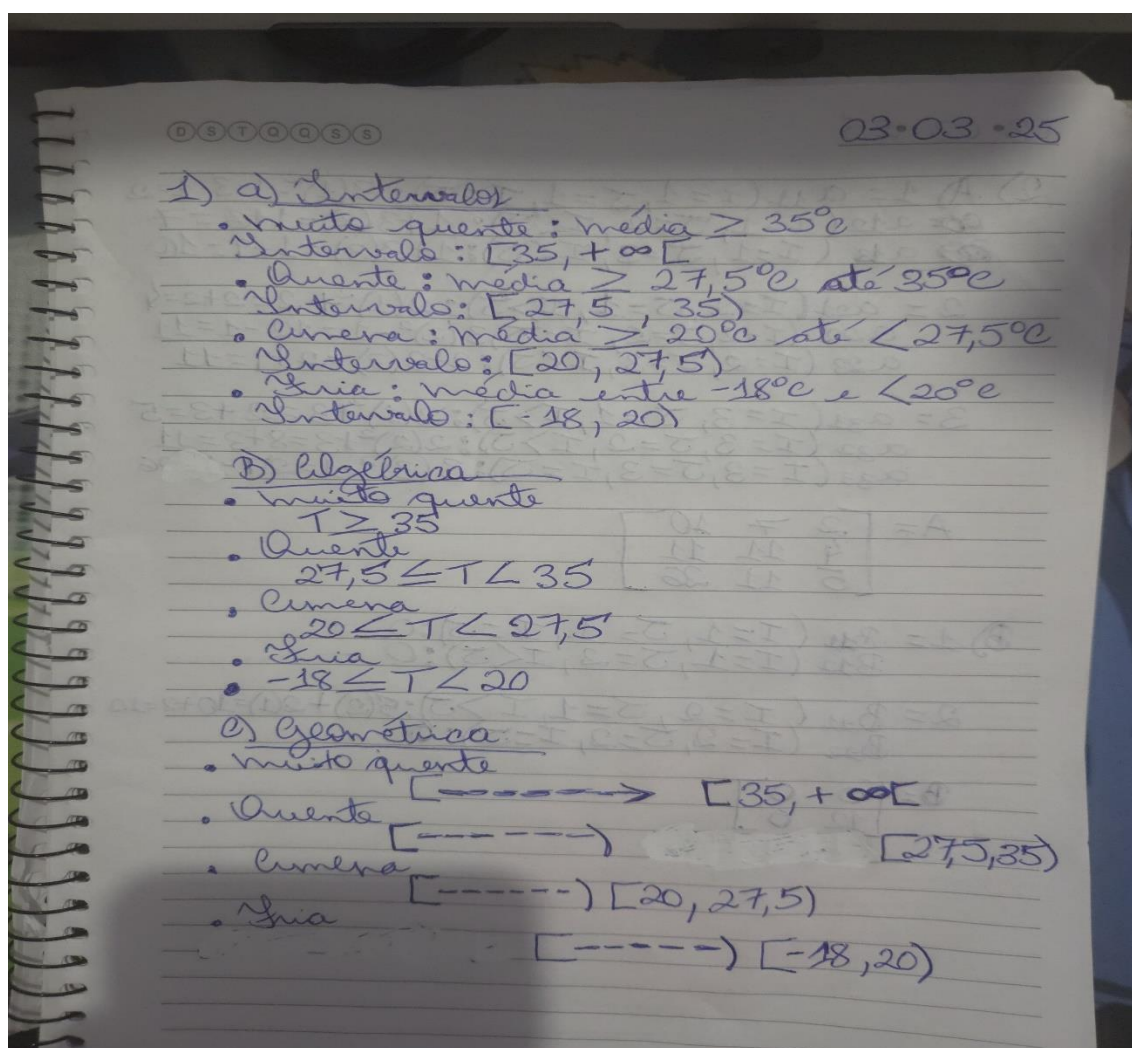 D S T Q Q S S
03.03.25
1) a) Intervalos
• muito quente: média ≥ 35°c
Intervalo: [35, +∞[
• Quente: média ≥ 27,5°c até 35°c
Intervalo: [27,5, 35)
• Amena: média ≥ 20°c até <27,5°c
Intervalo: [20, 27,5)
• Fria: média entre -18°c e <20°c
Intervalo: [-18, 20)
B) Algébrica
• muito quente
T ≥ 35
• Quente
27,5 ≤ T < 35
• Amena
20 ≤ T < 27,5
• Fria
• -18 ≤ T < 20
C) Geométrica
• muito quente
[------> [35, +∞[
• Quente
[------) [27,5,35)
• Amena
[------) [20, 27,5)
• Fria
[-----) [-18,20)